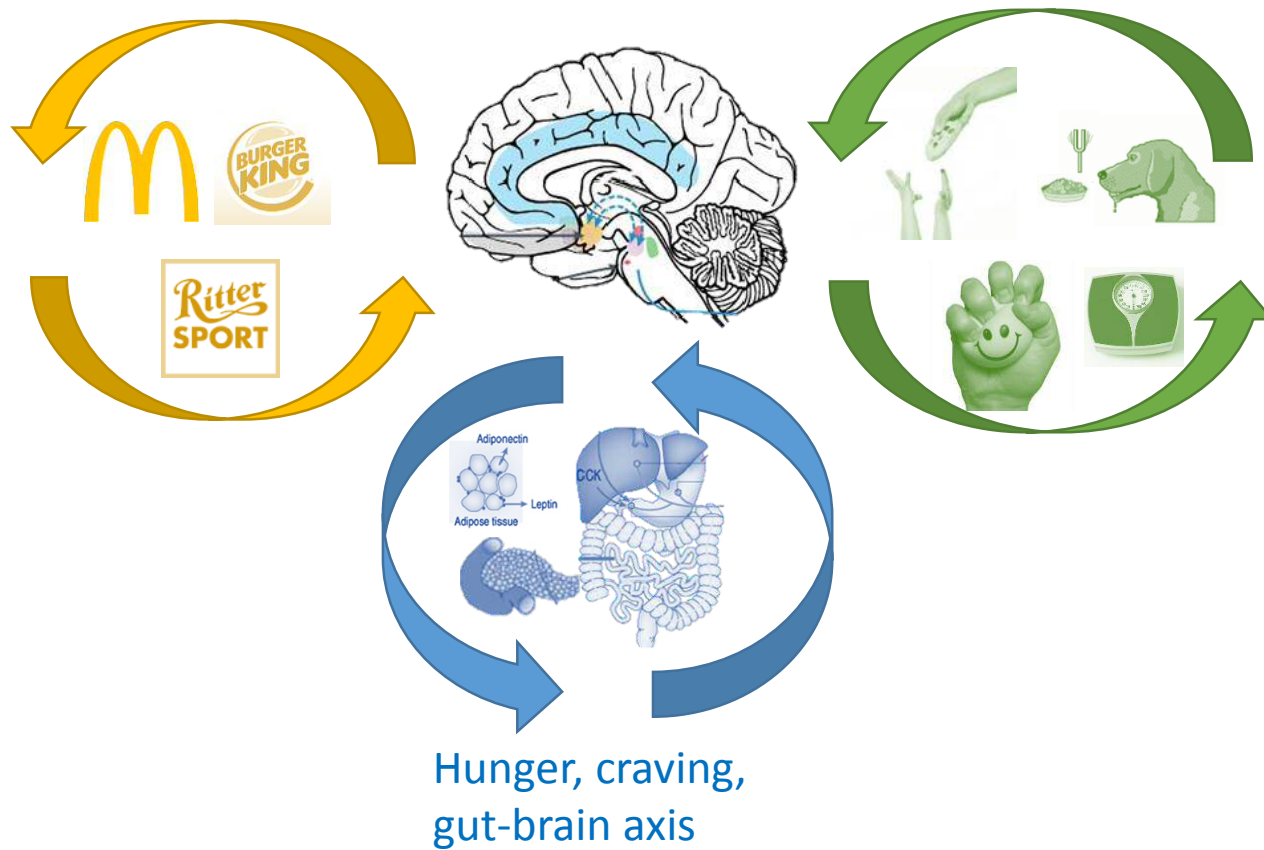 M
BURGER
KING
Ritter
SPORT
Adiponectin
Leptin
Adipose tissue
CCK
Hunger, craving,
gut-brain axis